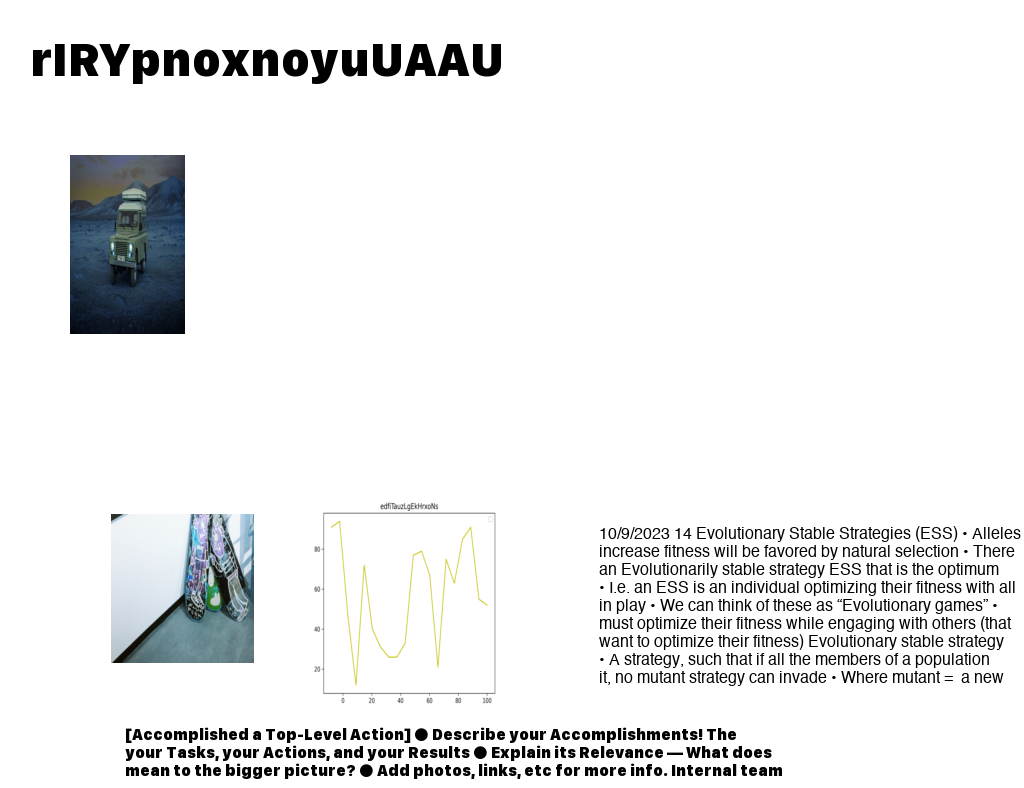 rIRYpnoxnoyuUAAU
edfiTauzLgEkHrxoNs
80
60
40
20
0 20 40 60 80 100
10/9/2023 14 Evolutionary Stable Strategies (ESS) • Alleles
increase fitness will be favored by natural selection • There
an Evolutionarily stable strategy ESS that is the optimum
• I.e. an ESS is an individual optimizing their fitness with all
in play • We can think of these as “Evolutionary games” •
must optimize their fitness while engaging with others (that
want to optimize their fitness) Evolutionary stable strategy
• A strategy, such that if all the members of a population
it, no mutant strategy can invade • Where mutant = a new
[Accomplished a Top-Level Action] ● Describe your Accomplishments! The
your Tasks, your Actions, and your Results ● Explain its Relevance — What does
mean to the bigger picture? ● Add photos, links, etc for more info. Internal team